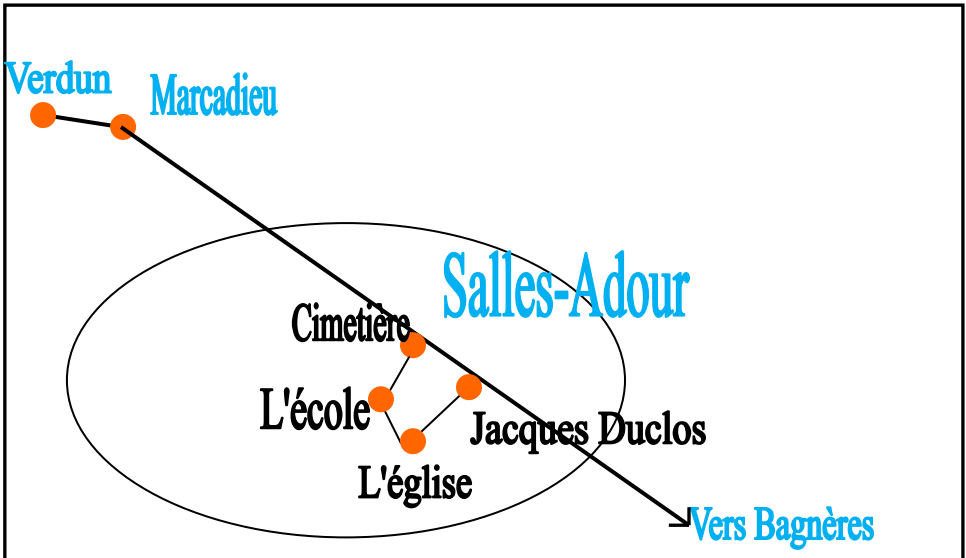 Verdun
Marcadieu
Salles-Adour
Cimetière
L'école
Jacques Duclos
L'église
Vers Bagnères